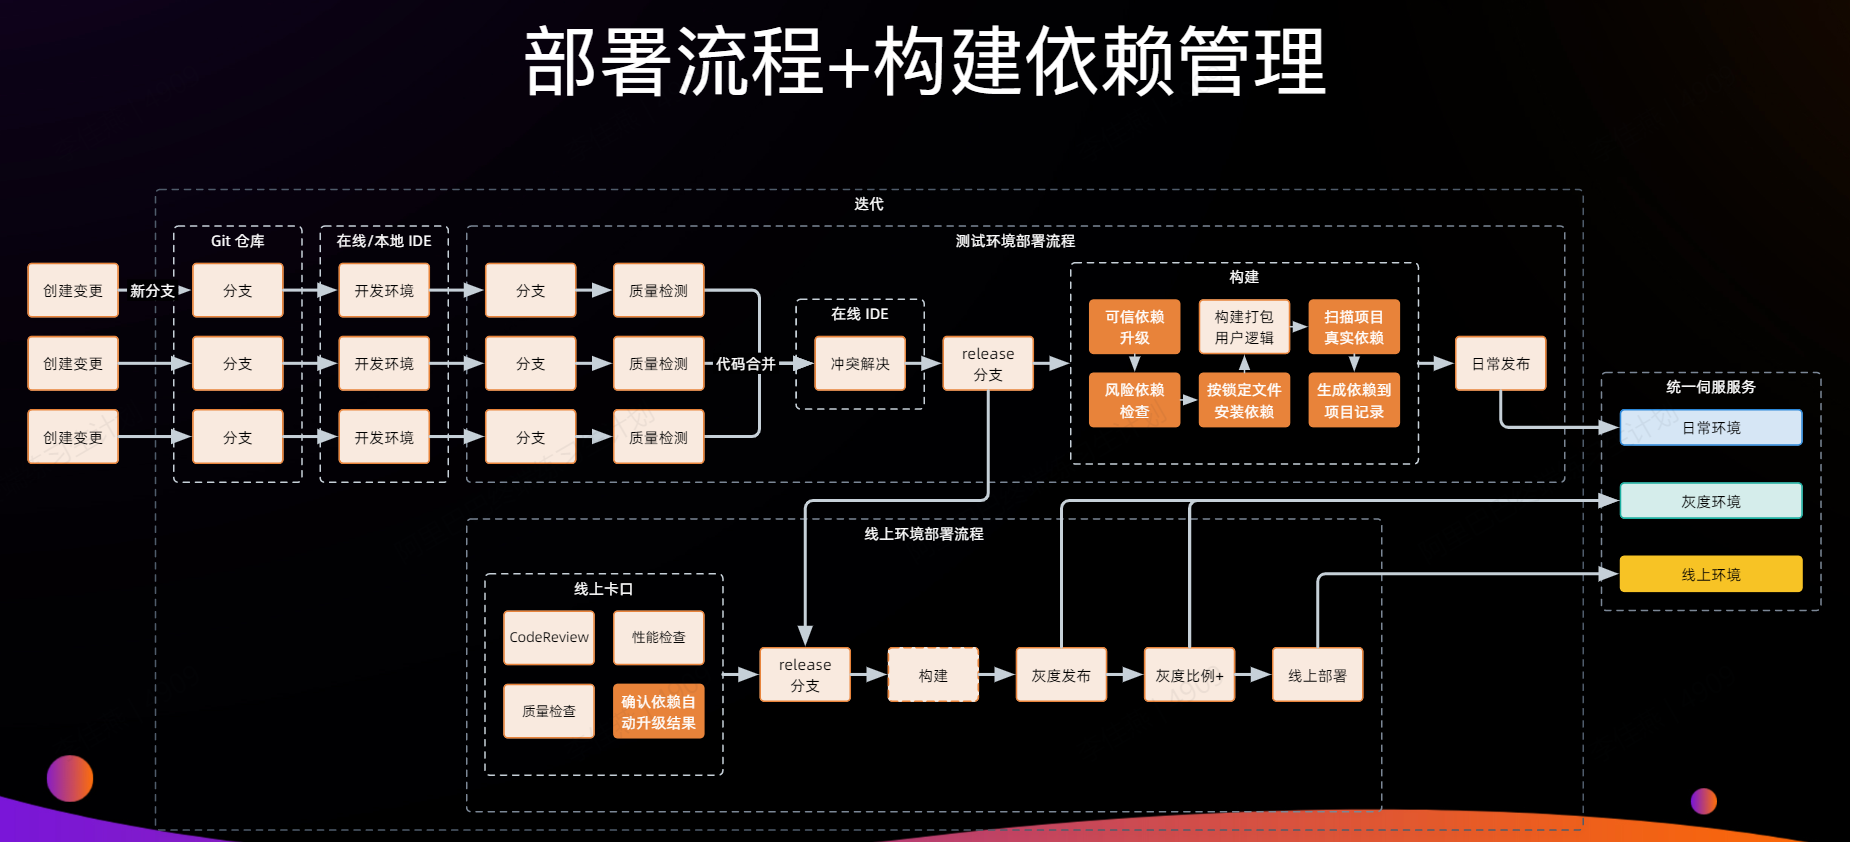 部署流程+构建依赖管理
迭代
Git 仓库
在线/本地 IDE
测试环境部署流程
创建变更
新分支
分支
开发环境
分支
质量检测
创建变更
分支
开发环境
分支
质量检测
代码合并
创建变更
分支
开发环境
分支
质量检测
在线 IDE
冲突解决
release
分支
构建
可信依赖
升级
风险依赖
检查
按锁定文件
安装依赖
构建打包
用户逻辑
扫描项目
真实依赖
生成依赖到
项目记录
日常发布
统一伺服服务
日常环境
灰度环境
线上环境
线上环境部署流程
线上卡口
CodeReview
性能检查
质量检查
确认依赖自
动升级结果
release
分支
构建
灰度发布
灰度比例+
线上部署